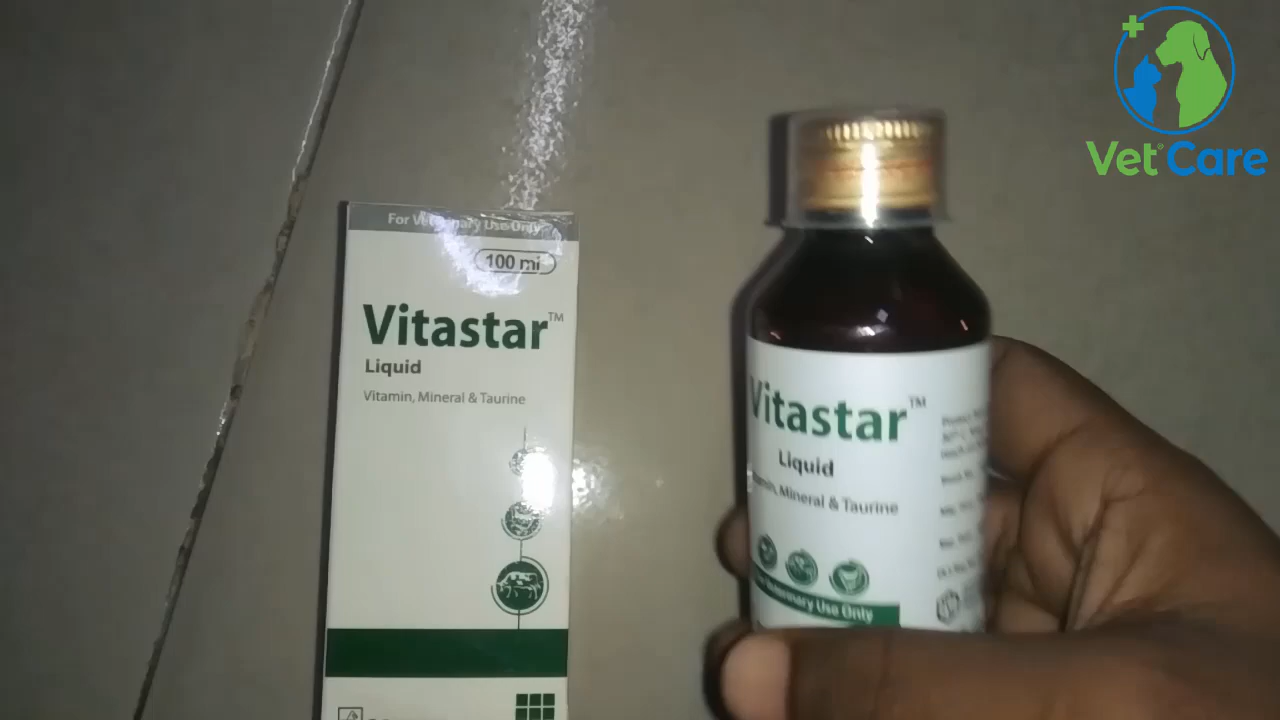 Vet Care
For Veterinary Use Only
100 ml
Vitastar™
Liquid
Vitamin, Mineral & Taurine
Vitastar™
Liquid
Mineral & Taurine
Veterinary Use Only